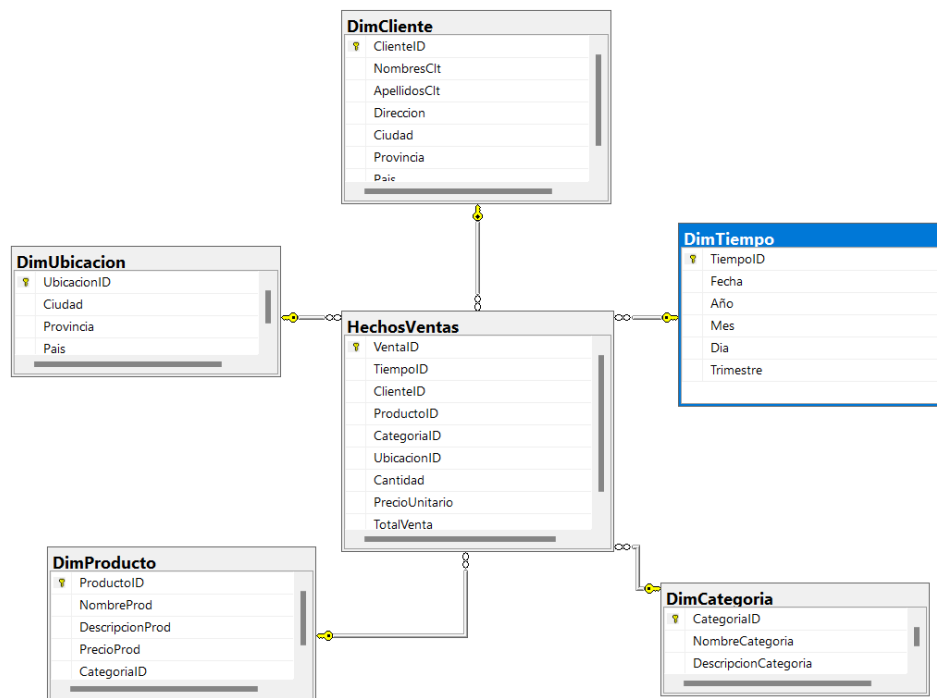 DimCliente
ClienteID
NombresClt
ApellidosClt
Direccion
Ciudad
Provincia
Pais
DimUbicacion
UbicacionID
Ciudad
Provincia
Pais
DimTiempo
TiempoID
Fecha
Año
Mes
Dia
Trimestre
HechosVentas
VentaID
TiempoID
ClienteID
ProductoID
CategoriaID
UbicacionID
Cantidad
PrecioUnitario
TotalVenta
DimProducto
ProductoID
NombreProd
DescripcionProd
PrecioProd
CategoriaID
DimCategoria
CategoriaID
NombreCategoria
DescripcionCategoria